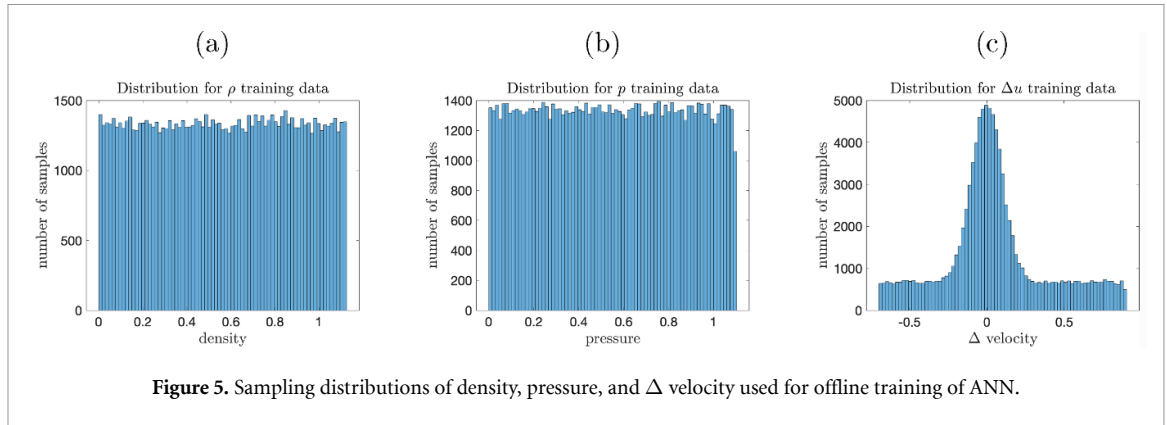 (a)
Distribution for ρ training data
number of samples
1500
1000
500
0
0 0.2 0.4 0.6 0.8 1
density
(b)
Distribution for p training data
number of samples
1400
1200
1000
800
600
400
200
0
0 0.2 0.4 0.6 0.8 1
pressure
(c)
Distribution for Δu training data
number of samples
5000
4000
3000
2000
1000
0
-0.5 0 0.5
Δ velocity
Figure 5. Sampling distributions of density, pressure, and Δ velocity used for offline training of ANN.